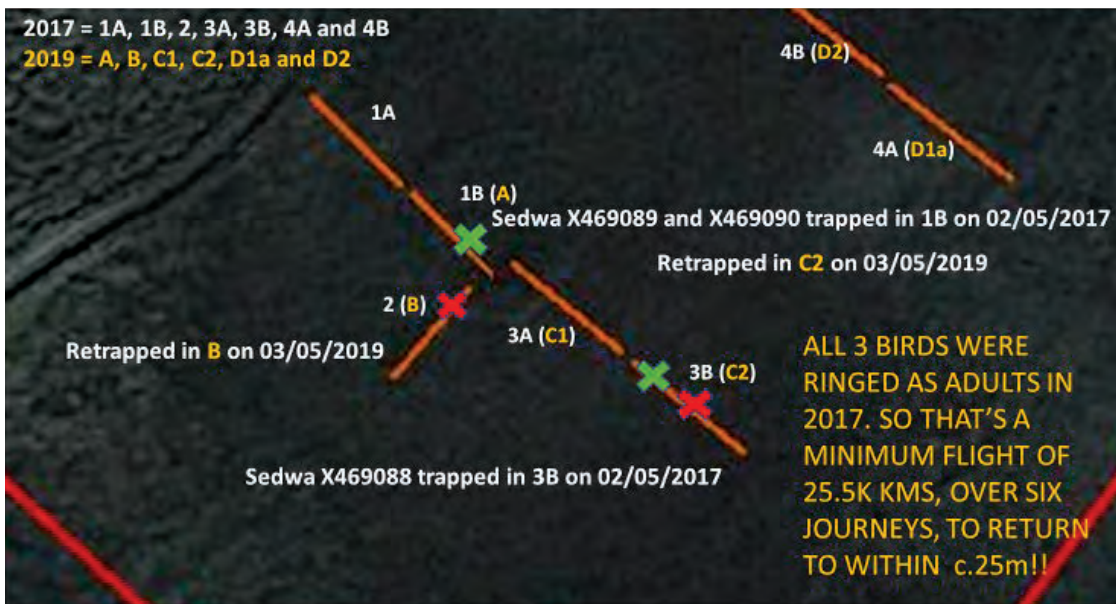 2017 = 1A, 1B, 2, 3A, 3B, 4A and 4B
2019 = A, B, C1, C2, D1a and D2
4B (D2)
1A
4A (D1a)
1B (A)
Sedwa X469089 and X469090 trapped in 1B on 02/05/2017
Retrapped in C2 on 03/05/2019
2 (B)
3A (C1)
Retrapped in B on 03/05/2019
3B (C2)
Sedwa X469088 trapped in 3B on 02/05/2017
ALL 3 BIRDS WERE
RINGED AS ADULTS IN
2017. SO THAT'S A
MINIMUM FLIGHT OF
25.5K KMS, OVER SIX
JOURNEYS, TO RETURN
TO WITHIN c.25m!!